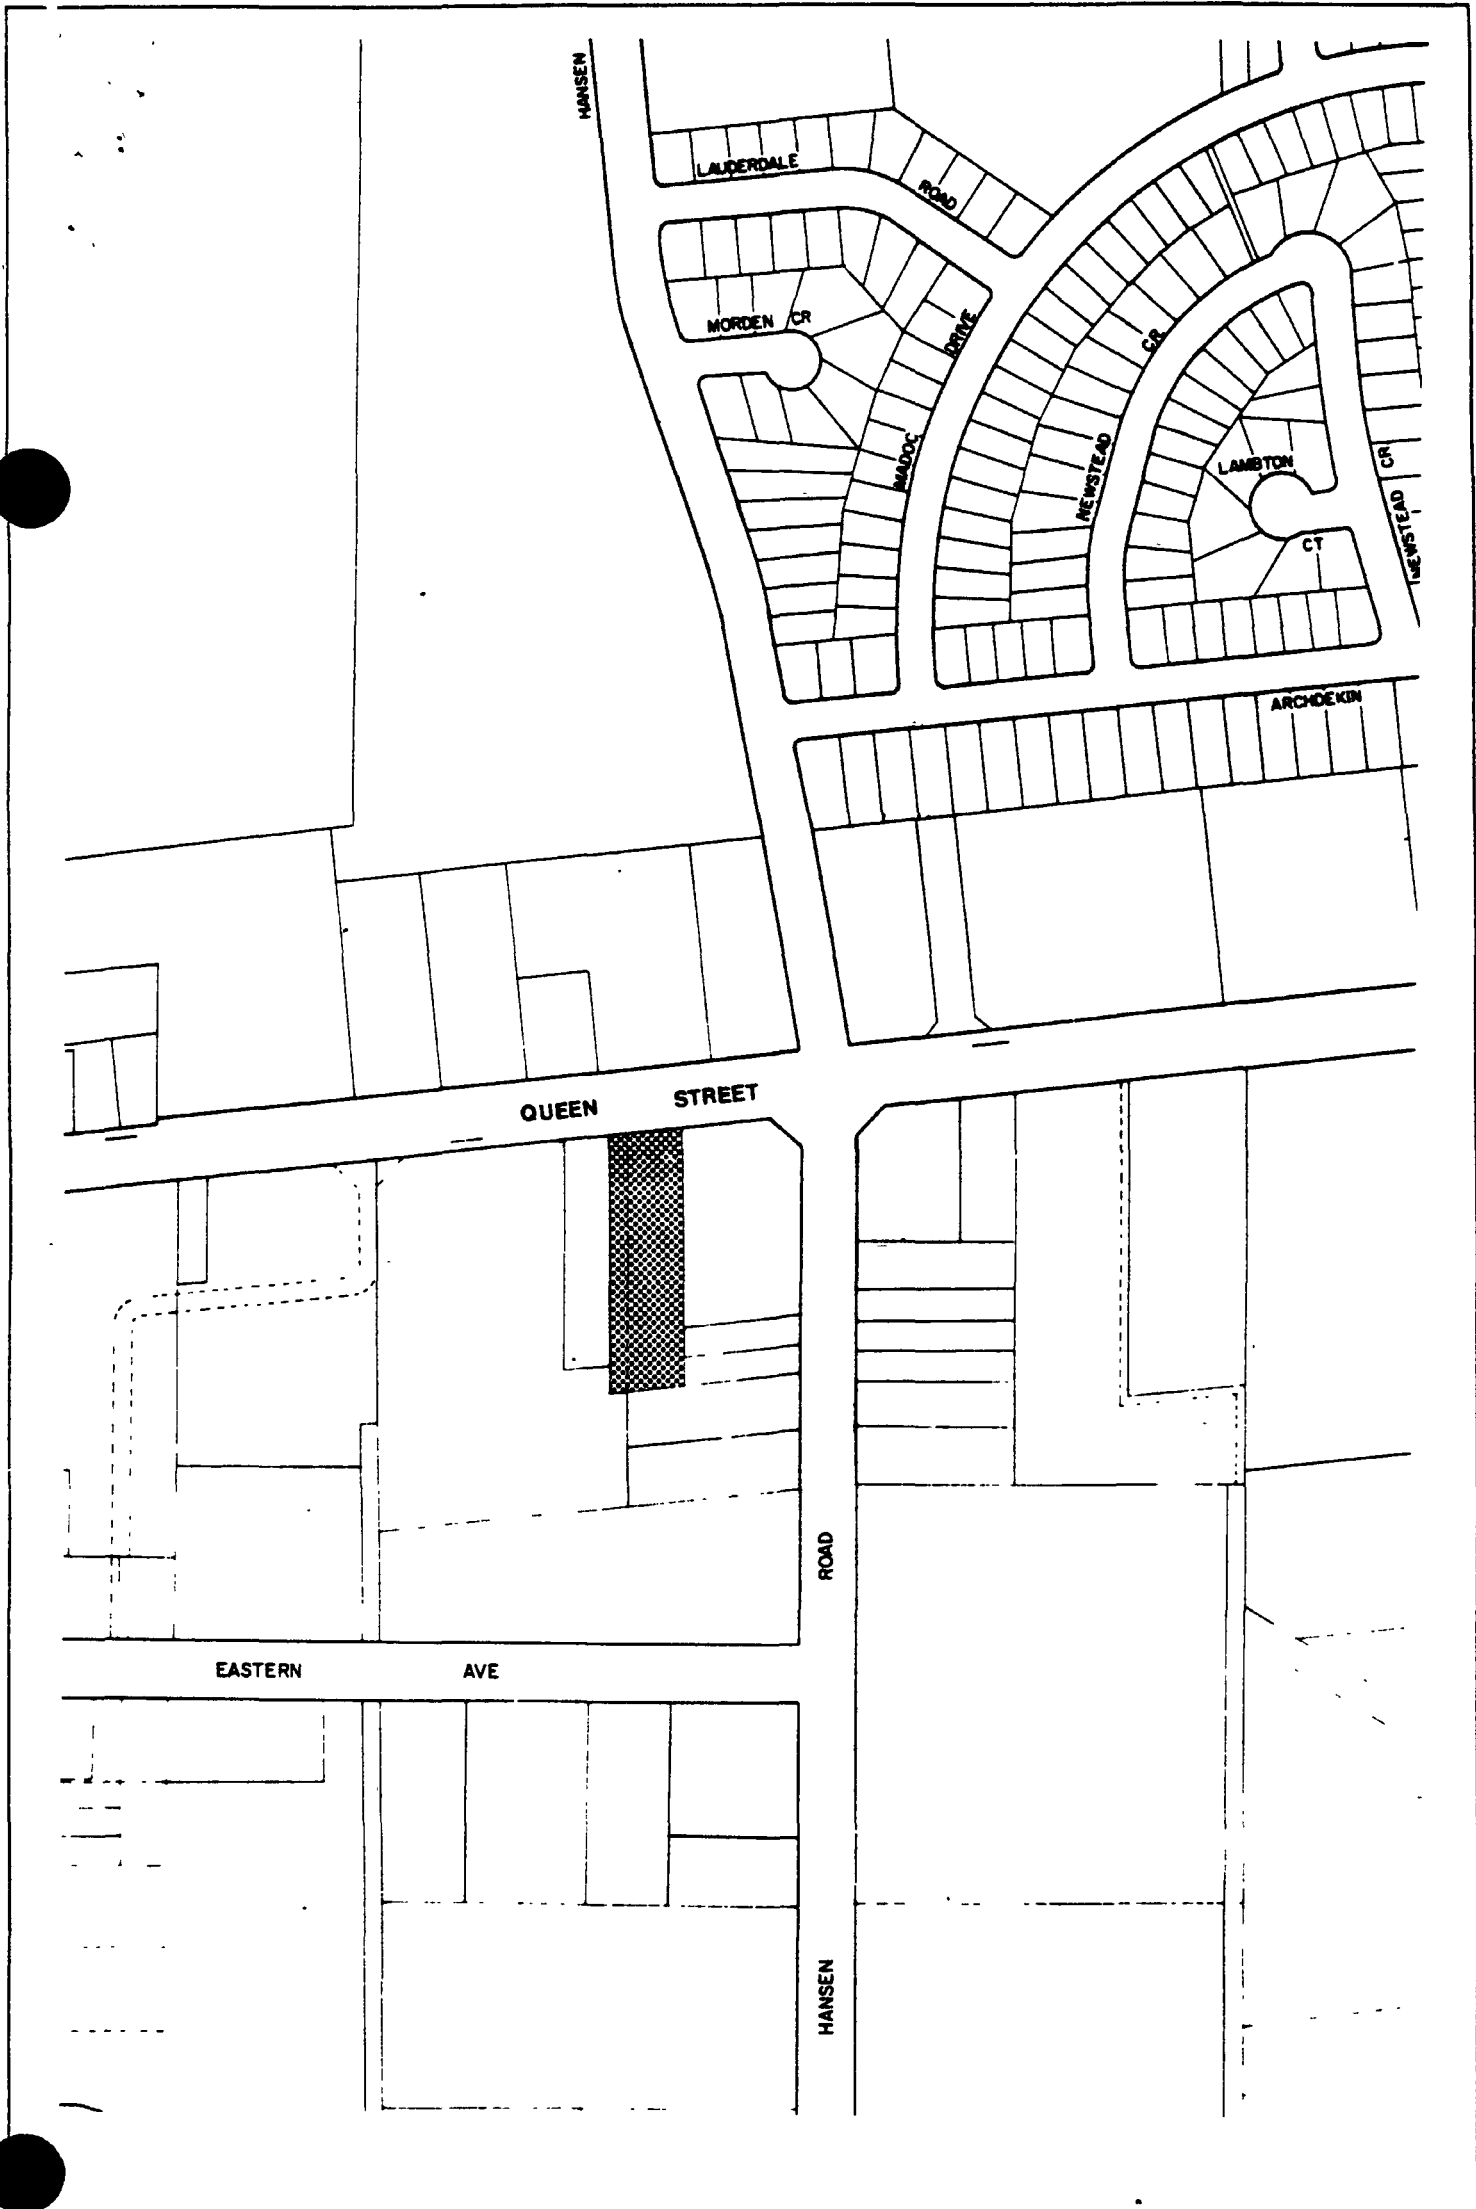 HANSEN
LAUDERDALE
ROAD
MORDEN CR
DRIVE
CR
MADOC
NEWSTEAD
LAMBTON
CR
NEWSTEAD
CT
ARCHDEKIN
QUEEN STREET
ROAD
EASTERN AVE
HANSEN